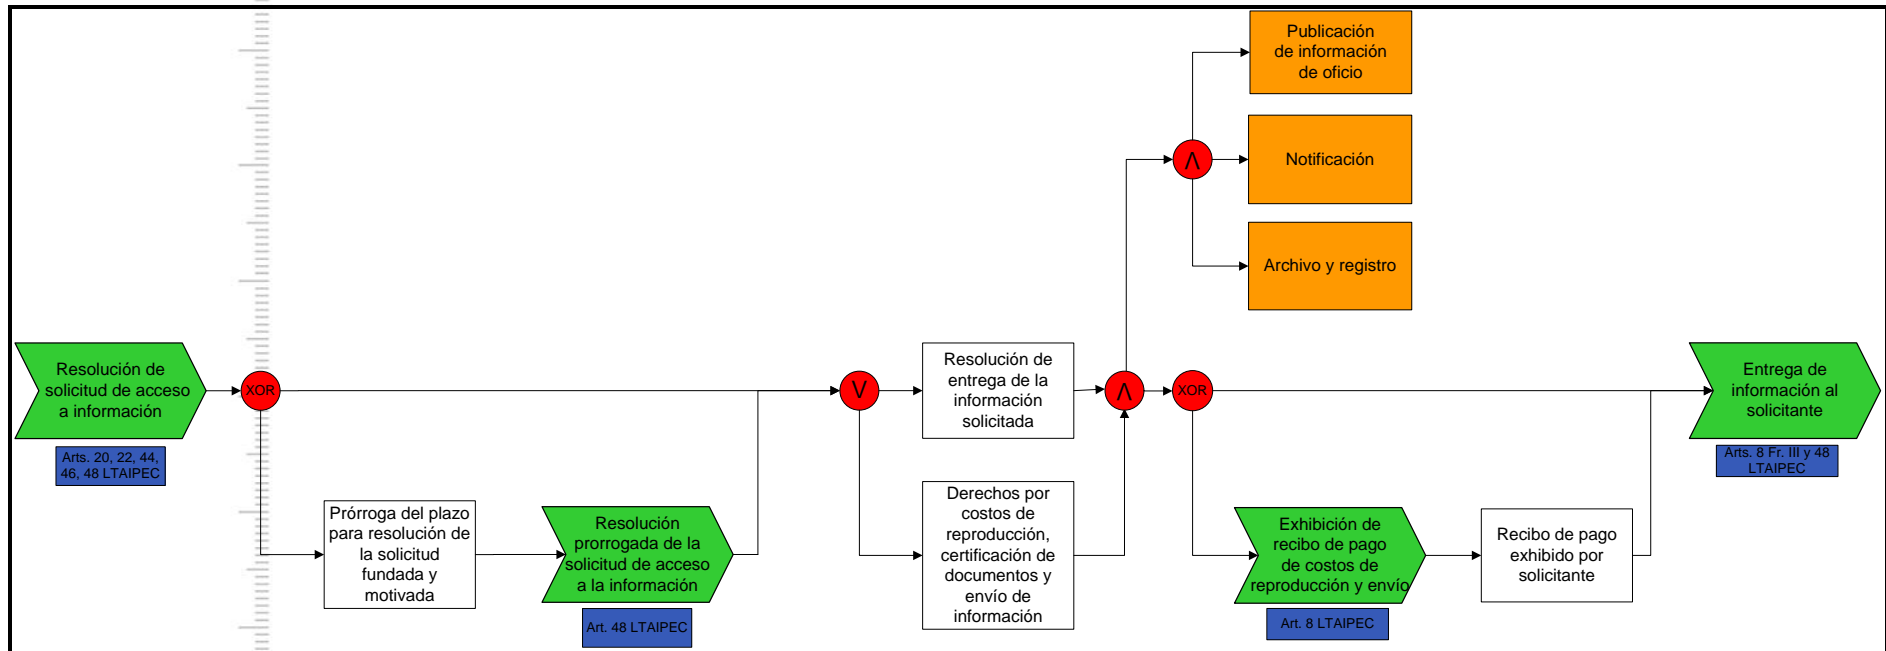 Publicación
de información
de oficio
Λ
Notificación
Archivo y registro
Resolución de
solicitud de acceso
a información
XOR
V
Resolución de
entrega de la
información
solicitada
Λ
XOR
Entrega de
información al
solicitante
Arts. 20, 22, 44,
46, 48 LTAIPEC
Arts. 8 Fr. III y 48
LTAIPEC
Prórroga del plazo
para resolución de
la solicitud
fundada y
motivada
Resolución
prorrogada de la
solicitud de acceso
a la información
Derechos por
costos de
reproducción,
certificación de
documentos y
envío de
información
Exhibición de
recibo de pago
de costos de
reproducción y envío
Recibo de pago
exhibido por
solicitante
Art. 48 LTAIPEC
Art. 8 LTAIPEC